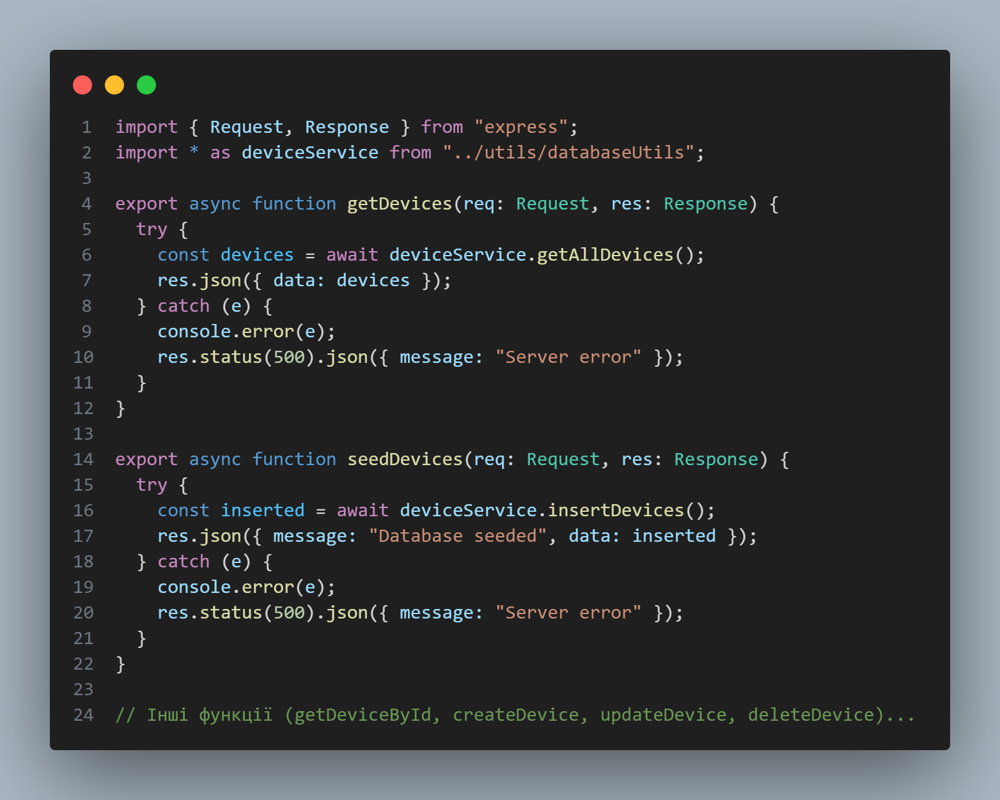 1 import { Request, Response } from "express";
2 import * as deviceService from "../utils/databaseUtils";
3
4 export async function getDevices(req: Request, res: Response) {
5   try {
6     const devices = await deviceService.getAllDevices();
7     res.json({ data: devices });
8   } catch (e) {
9     console.error(e);
10     res.status(500).json({ message: "Server error" });
11   }
12 }
13
14 export async function seedDevices(req: Request, res: Response) {
15   try {
16     const inserted = await deviceService.insertDevices();
17     res.json({ message: "Database seeded", data: inserted });
18   } catch (e) {
19     console.error(e);
20     res.status(500).json({ message: "Server error" });
21   }
22 }
23
24 // Інші функції (getDeviceById, createDevice, updateDevice, deleteDevice)...